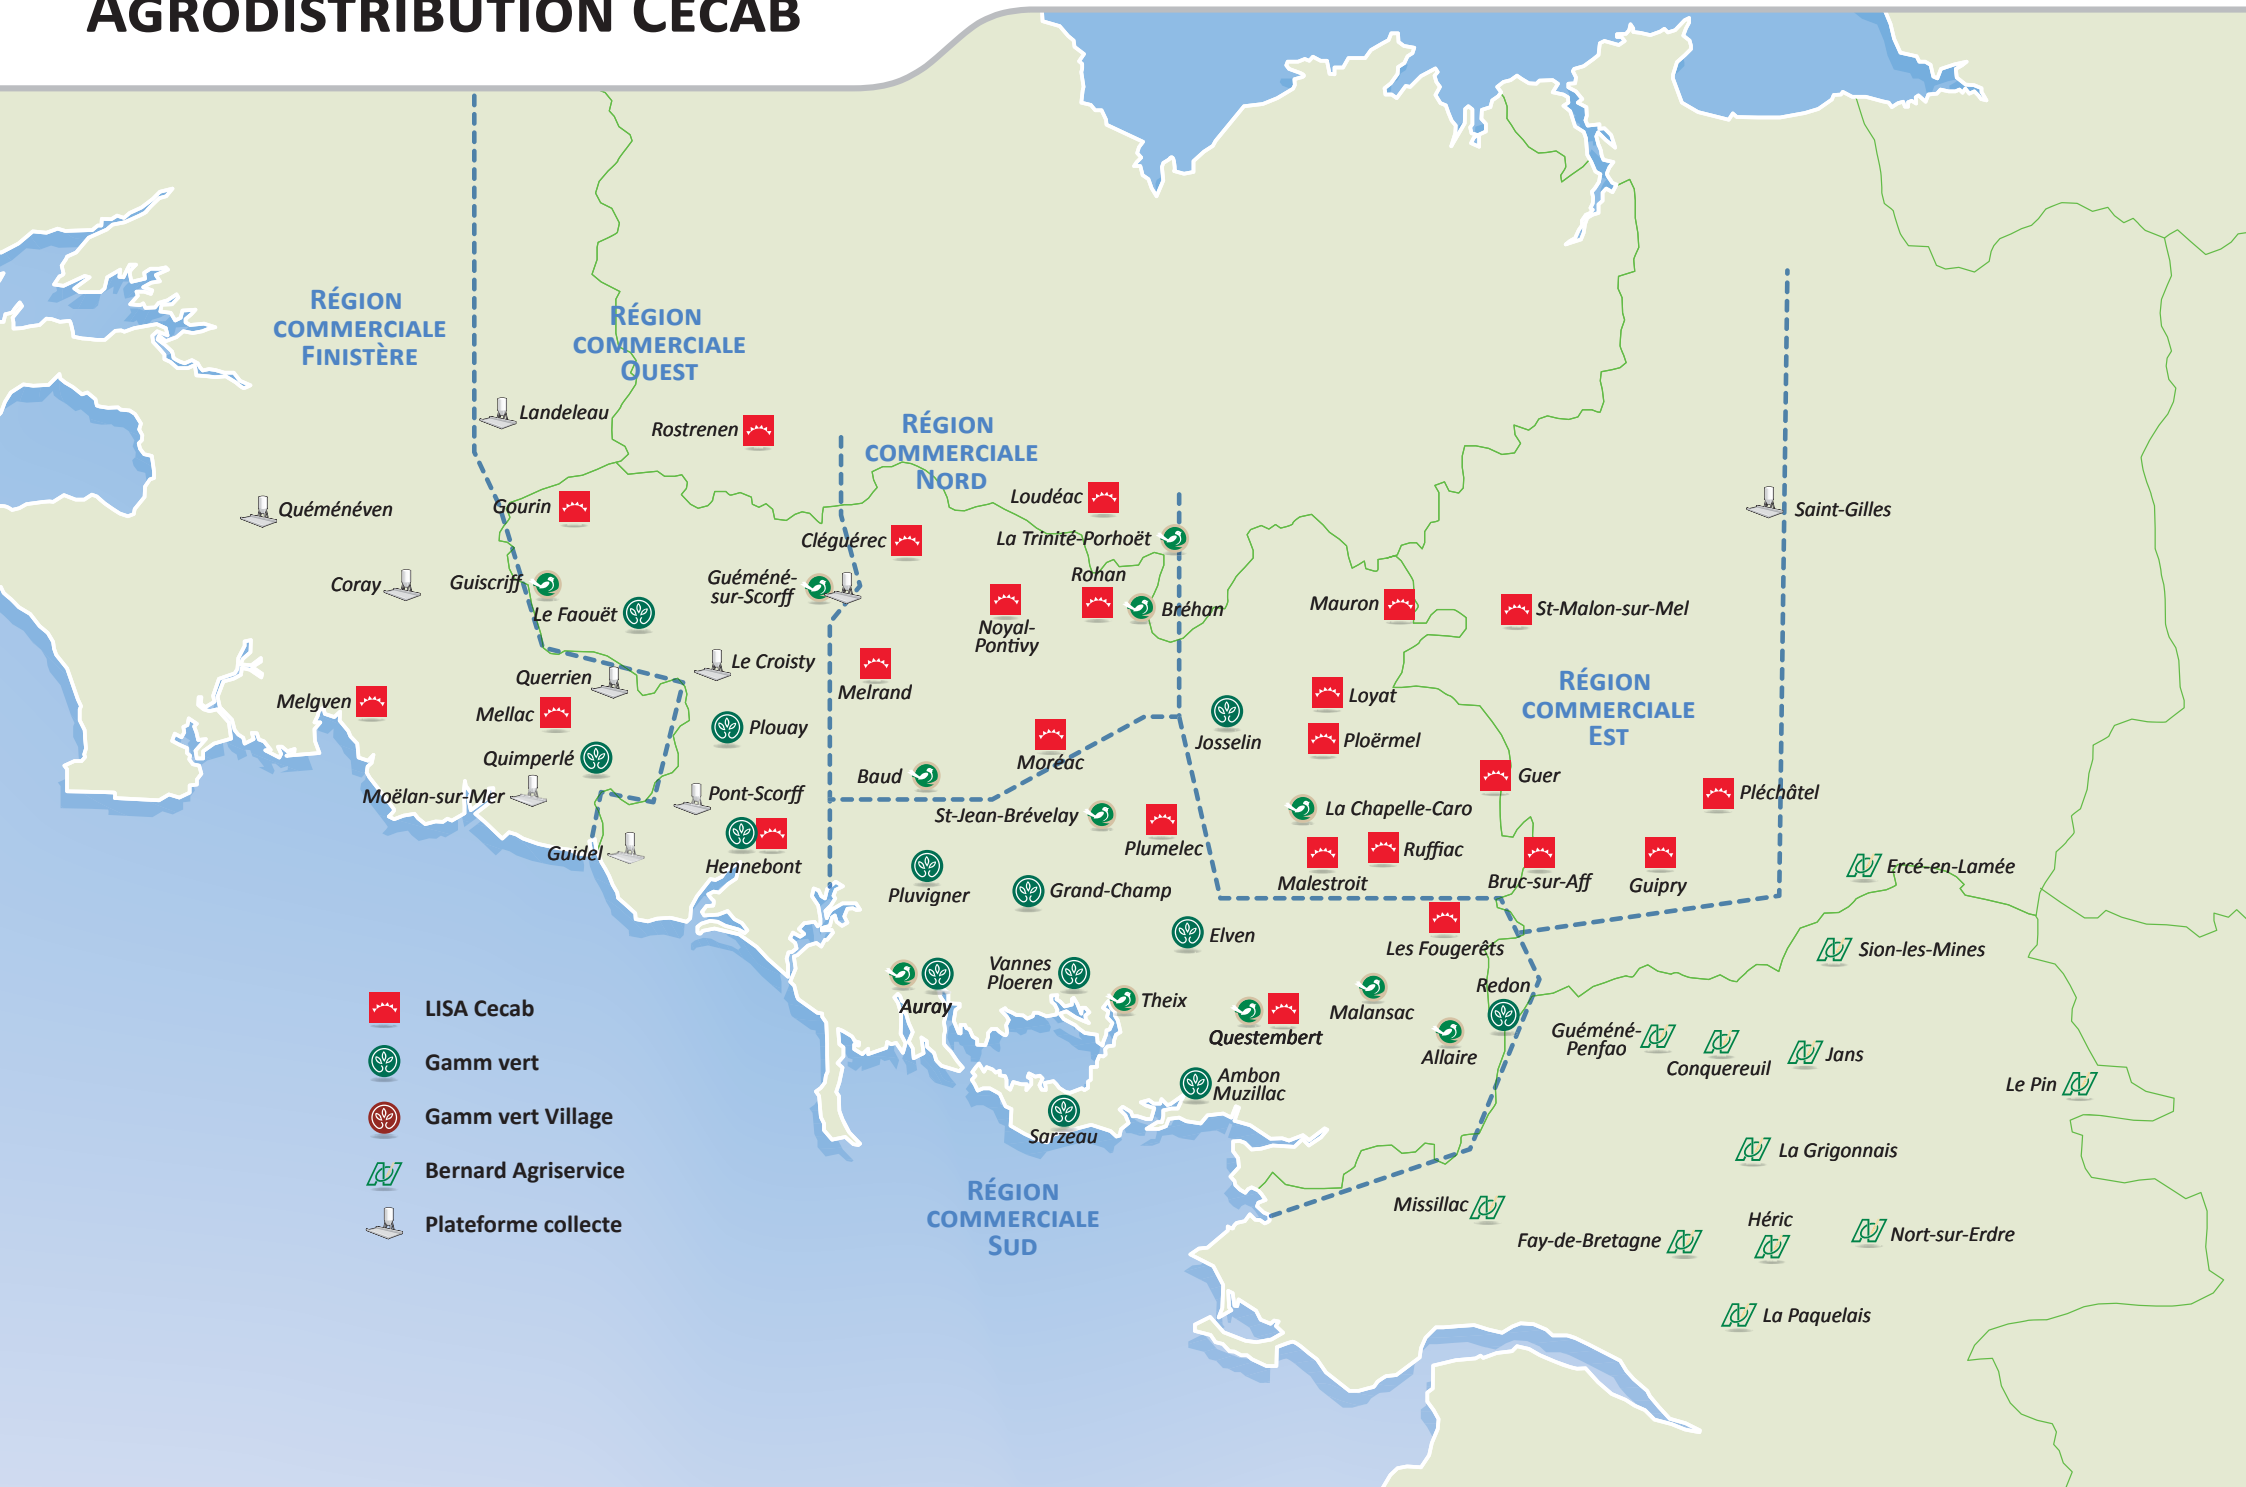 AGRODISTRIBUTION CECAB
RÉGION
COMMERCIALE
FINISTÈRE
RÉGION
COMMERCIALE
OUEST
RÉGION
COMMERCIALE
NORD
Landeleau
Rostrenen
Quéménéven
Gourin
Loudéac
Saint-Gilles
Cléguérec
La Trinité-Porhoët
Coray
Guiscriff
Guéméné-
sur-Scorff
Rohan
Le Faouët
Noyal-
Pontivy
Bréhan
Mauron
St-Malon-sur-Mel
Querrien
Le Croisty
Melrand
Loyat
RÉGION
COMMERCIALE
EST
Melgven
Mellac
Plouay
Josselin
Ploërmel
Quimperlé
Moréac
Baud
Guer
Moëlan-sur-Mer
Pont-Scorff
Pléchâtel
St-Jean-Brévelay
La Chapelle-Caro
Plumelec
Guidel
Hennebont
Ruffiac
Malestroit
Bruc-sur-Aff
Guipry
Ercé-en-Lamée
Pluvigner
Grand-Champ
Elven
Les Fougerêts
Sion-les-Mines
Vannes
Ploeren
Auray
Theix
Redon
Malansac
Questembert
Allaire
Guéméné-
Penfao
Conquereuil
Jans
Le Pin
Ambon
Muzillac
Sarzeau
La Grigonnais
RÉGION
COMMERCIALE
SUD
Missillac
Fay-de-Bretagne
Héric
Nort-sur-Erdre
La Paquelais
LISA Cecab
Gamm vert
Gamm vert Village
Bernard Agriservice
Plateforme collecte